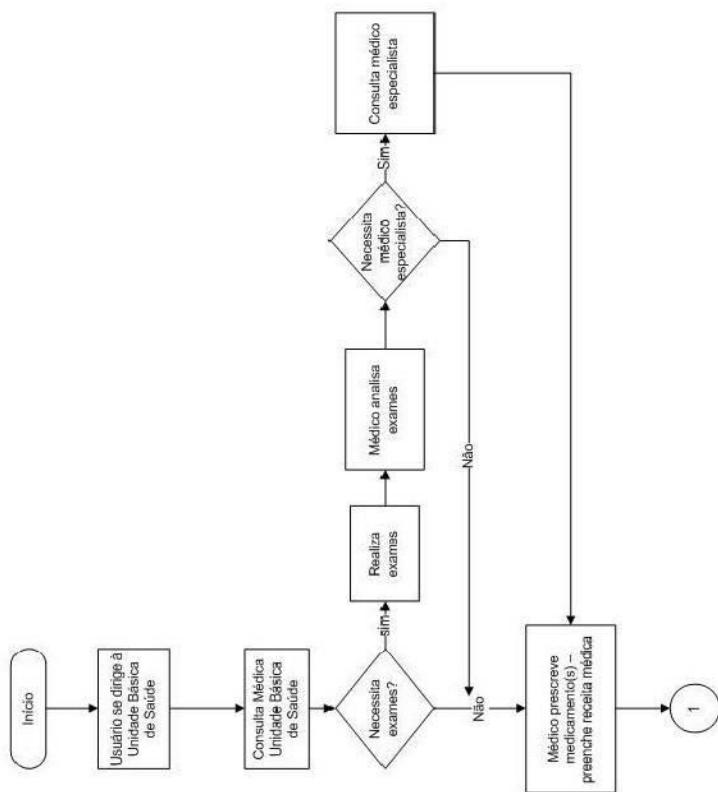 Início
Usuário se dirige à
Unidade Básica
de Saúde
Consulta Médica
Unidade Básica
de Saúde
Necessita
exames?
sim
Realiza
exames
Médico analisa
exames
Necessita
médico
especialista?
Sim
Consulta médico
especialista
Não
Não
Médico prescreve
medicamento(s) –
preenche receita médica
1